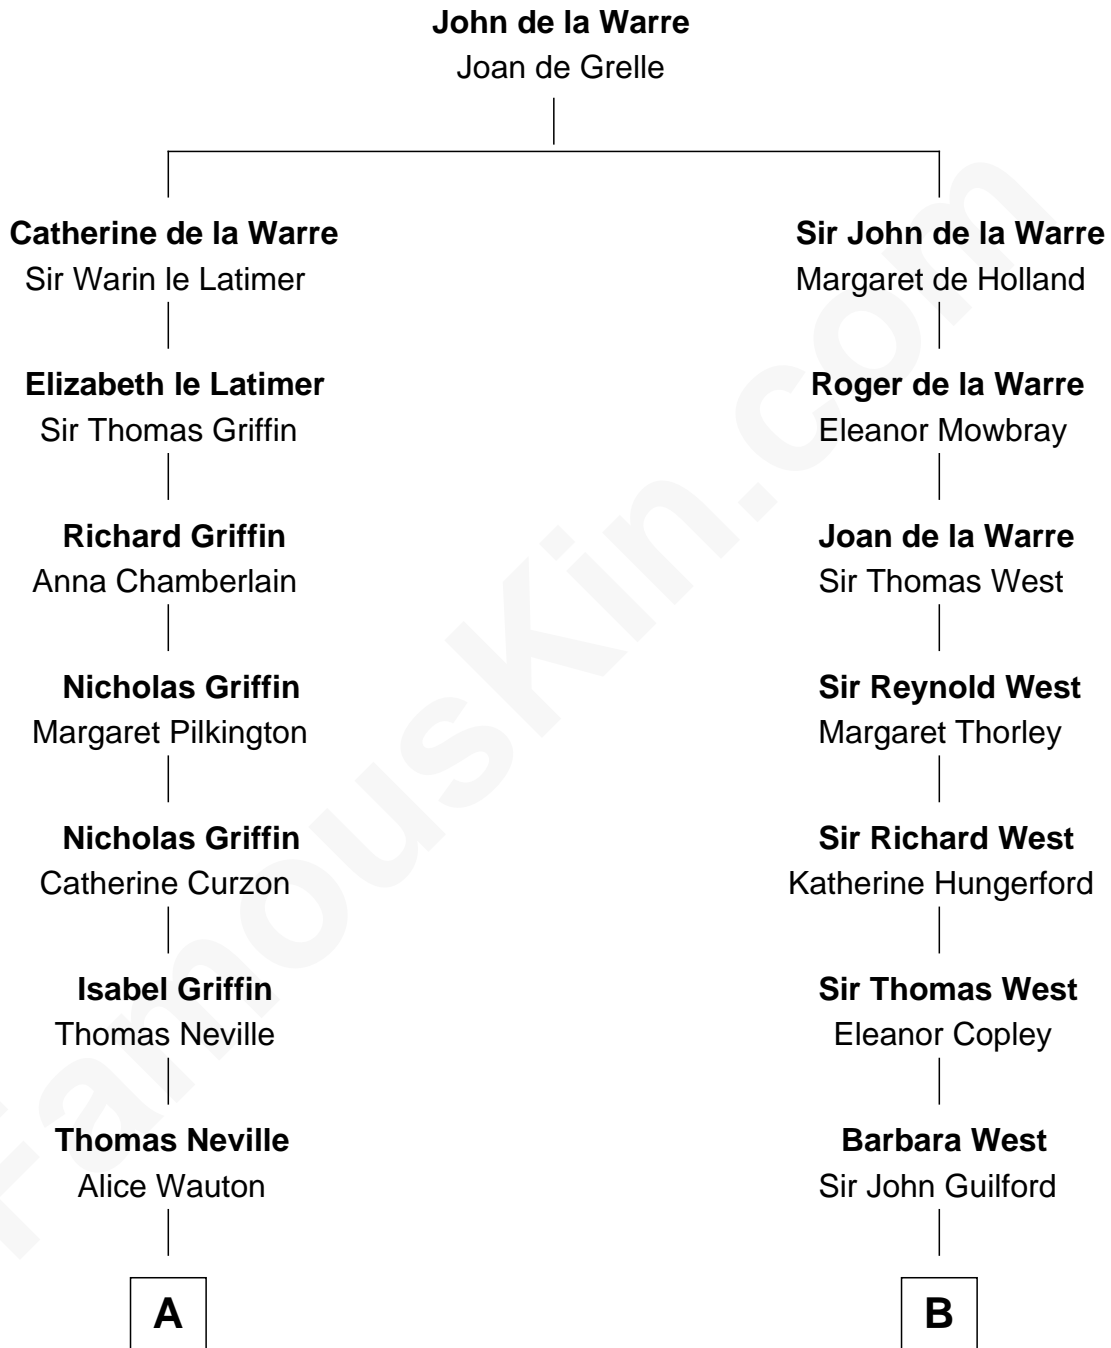 John de la Warre
Joan de Grelle
Catherine de la Warre
Sir Warin le Latimer
Sir John de la Warre
Margaret de Holland
Elizabeth le Latimer
Sir Thomas Griffin
Roger de la Warre
Eleanor Mowbray
Richard Griffin
Anna Chamberlain
Joan de la Warre
Sir Thomas West
Nicholas Griffin
Margaret Pilkington
Sir Reynold West
Margaret Thorley
Nicholas Griffin
Catherine Curzon
Sir Richard West
Katherine Hungerford
Isabel Griffin
Thomas Neville
Sir Thomas West
Eleanor Copley
Thomas Neville
Alice Wauton
Barbara West
Sir John Guilford
A
B
FamousKin.com